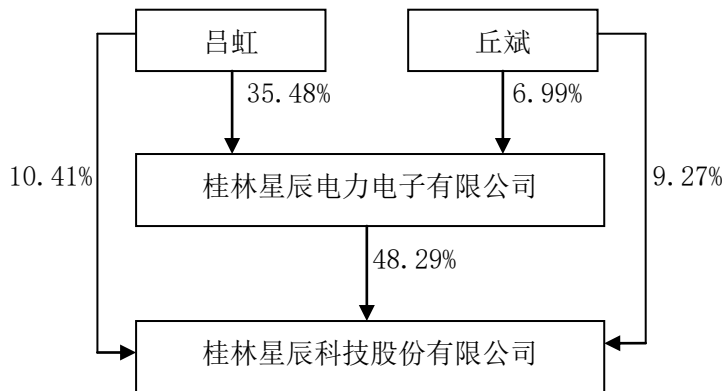 吕虹
丘斌
35.48%
6.99%
10.41%
桂林星辰电力电子有限公司
9.27%
48.29%
桂林星辰科技股份有限公司